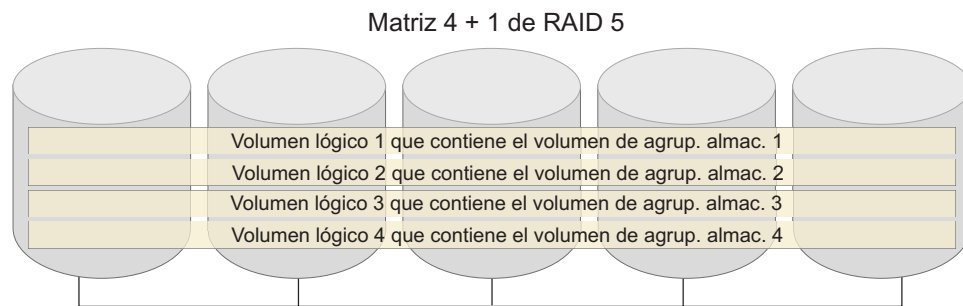 Matriz 4 + 1 de RAID 5
Volumen lógico 1 que contiene el volumen de agrup. almac. 1
Volumen lógico 2 que contiene el volumen de agrup. almac. 2
Volumen lógico 3 que contiene el volumen de agrup. almac. 3
Volumen lógico 4 que contiene el volumen de agrup. almac. 4